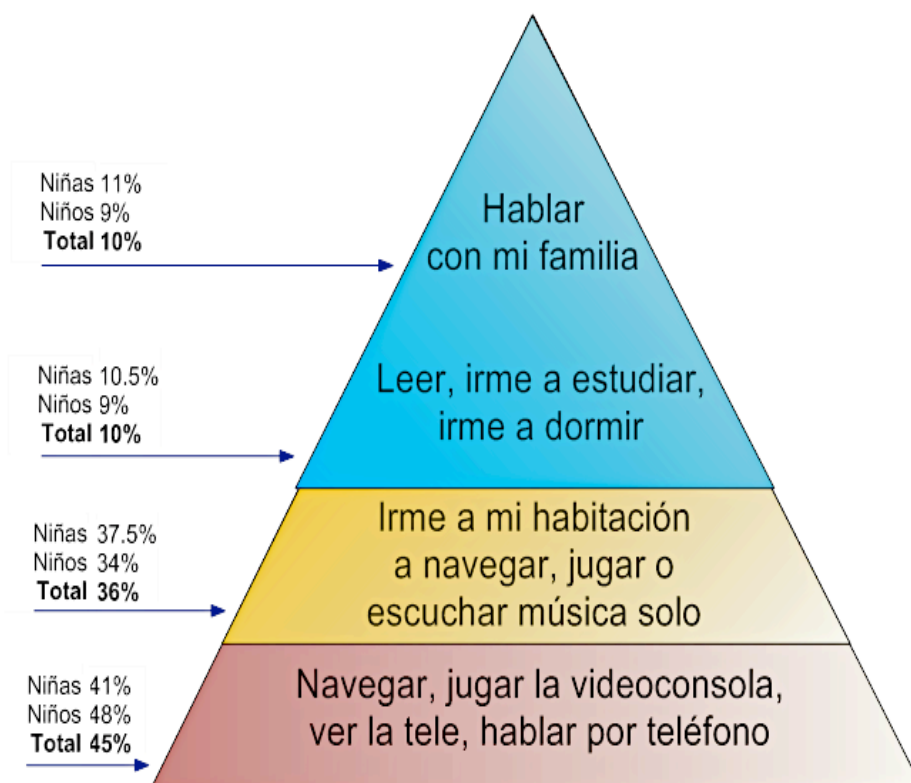 Niñas 11%
Niños 9%
Total 10%
Hablar
con mi familia
Niñas 10.5%
Niños 9%
Total 10%
Leer, irme a estudiar,
irme a dormir
Niñas 37.5%
Niños 34%
Total 36%
Irme a mi habitación
a navegar, jugar o
escuchar música solo
Niñas 41%
Niños 48%
Total 45%
Navegar, jugar la videoconsola,
ver la tele, hablar por teléfono